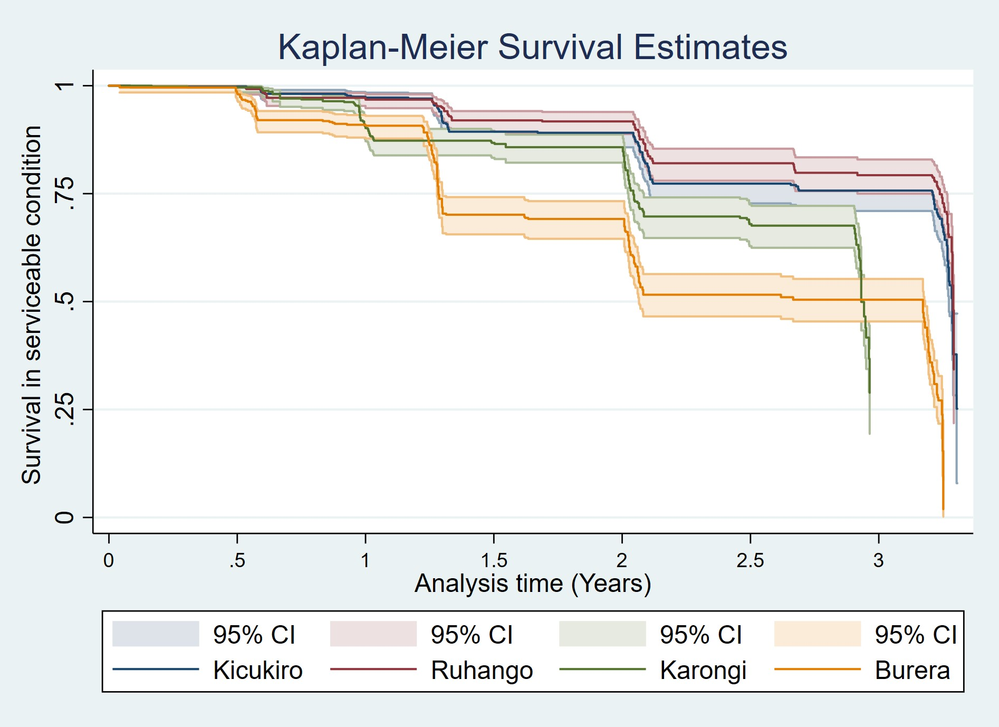 Kaplan-Meier Survival Estimates
Survival in serviceable condition
1
.75
.5
.25
0
0 .5 1 1.5 2 2.5 3
Analysis time (Years)
95% CI 95% CI 95% CI 95% CI
Kicukiro Ruhango Karongi Burera